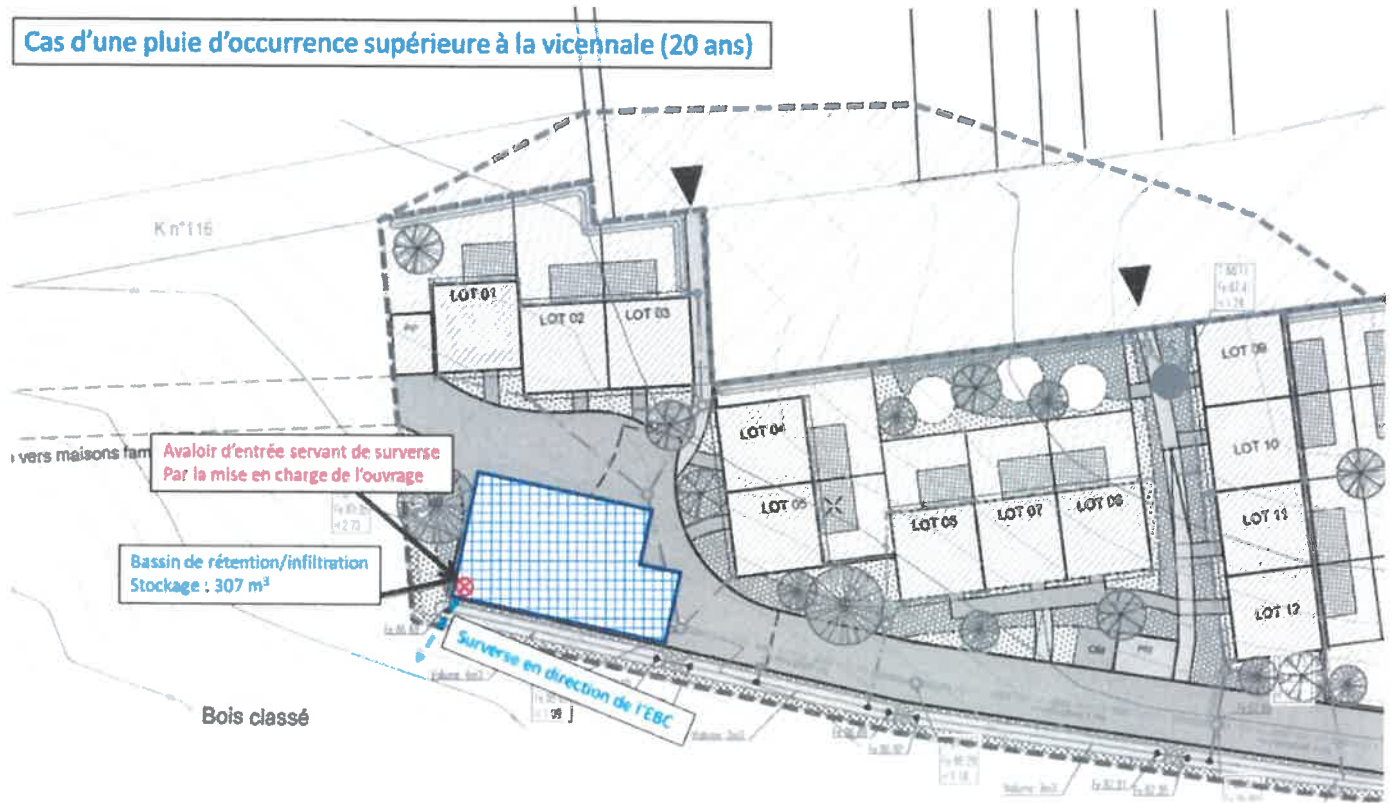 Cas d'une pluie d'occurrence supérieure à la vicennale (20 ans)
K n°116
LOT 01
LOT 02
LOT 03
LOT 04
LOT 05
LOT 06
LOT 07
LOT 08
LOT 09
LOT 10
LOT 11
LOT 12
vers maisons fam
Avaloir d'entrée servant de surverse
Par la mise en charge de l'ouvrage
Bassin de rétention/infiltration
Stockage : 307 m³
Surverse en direction de l'EBC
Bois classé